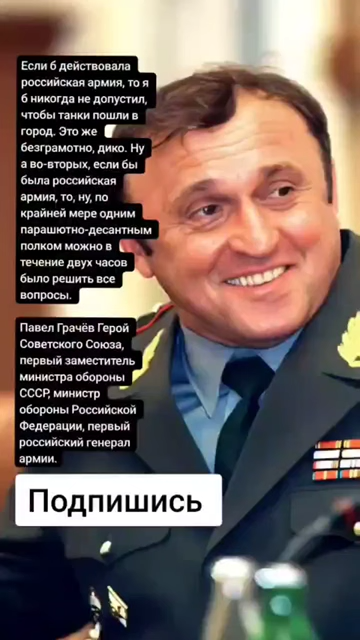 Если б действовала
российская армия, то я
б никогда не допустил,
чтобы танки пошли в
город. Это же
безграмотно, дико. Ну
а во-вторых, если бы
была российская
армия, то, ну, по
крайней мере одним
парашютно-десантным
полком можно в
течение двух часов
было решить все
вопросы.
Павел Грачёв Герой
Советского Союза,
первый заместитель
министра обороны
СССР, министр
обороны Российской
Федерации, первый
российский генерал
армии.
Подпишись